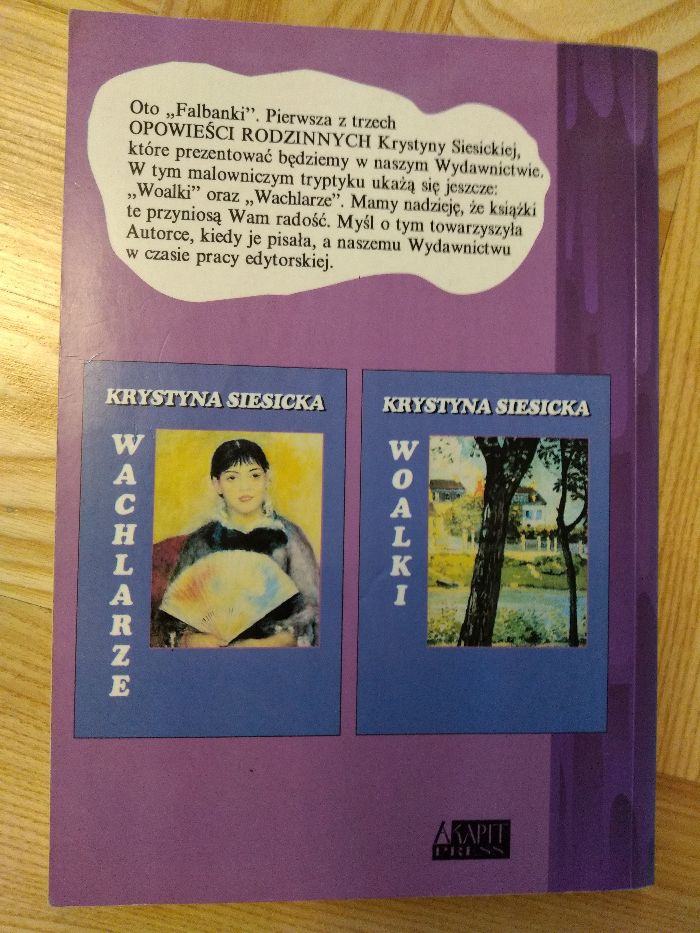 Oto „Falbanki”. Pierwsza z trzech
OPOWIEŚCI RODZINNYCH Krystyny Siesickiej,
które prezentować będziemy w naszym Wydawnictwie.
W tym malowniczym tryptyku ukażą się jeszcze:
„Woalki” oraz „Wachlarze”. Mamy nadzieję, że książki
te przyniosą Wam radość. Myśl o tym towarzyszyła
Autorce, kiedy je pisała, a naszemu Wydawnictwu
w czasie pracy edytorskiej.
KRYSTYNA SIESICKA
WACHLARZE
KRYSTYNA SIESICKA
WOALKI
AKAPIT
PRESS